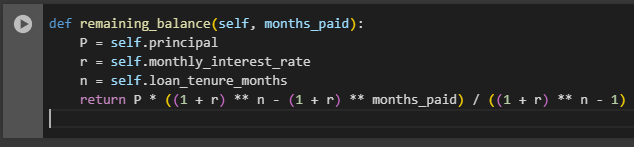 def remaining_balance(self, months_paid):
    P = self.principal
    r = self.monthly_interest_rate
    n = self.loan_tenure_months
    return P * ((1 + r) ** n - (1 + r) ** months_paid) / ((1 + r) ** n - 1)